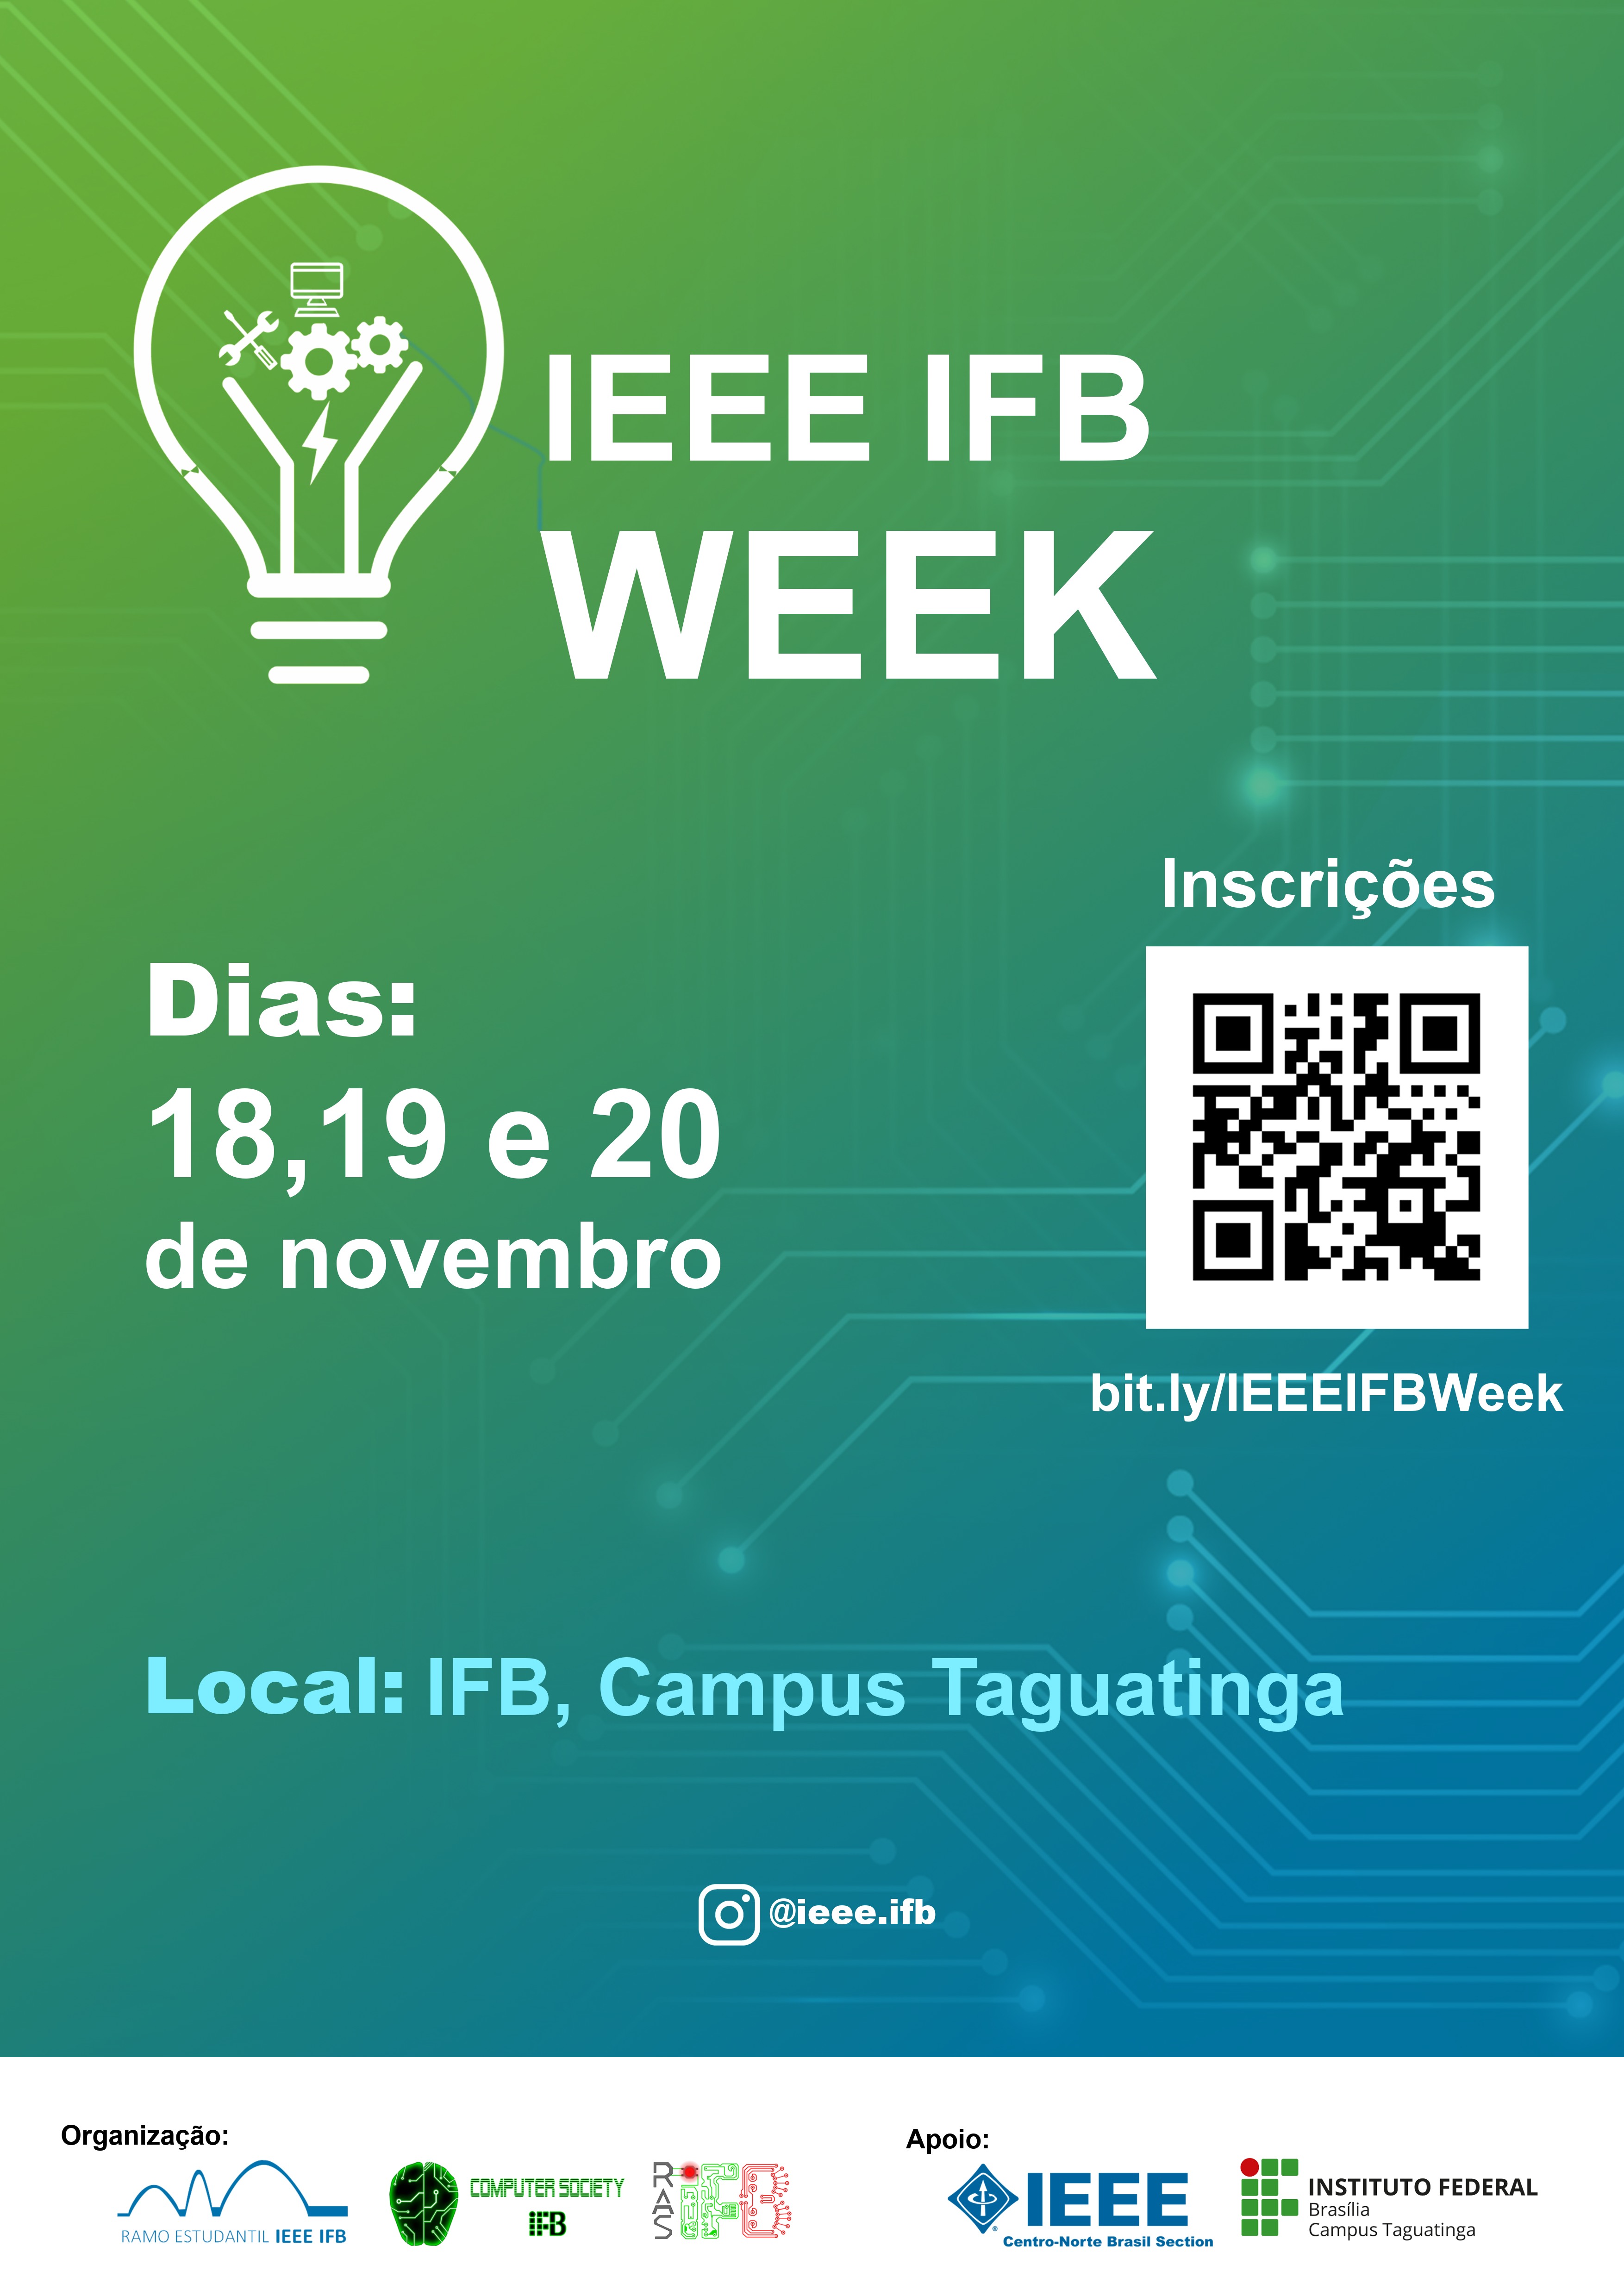 IEEE IFB
WEEK
Inscrições
Dias:
18,19 e 20
de novembro
bit.ly/IEEEIFBWeek
Local: IFB, Campus Taguatinga
@ieee.ifb
Organização:
RAMO ESTUDANTIL IEEE IFB
COMPUTER SOCIETY
IFB
RAS
IFB
Apoio:
IEEE
®
Centro-Norte Brasil Section
INSTITUTO FEDERAL
Brasília
Campus Taguatinga